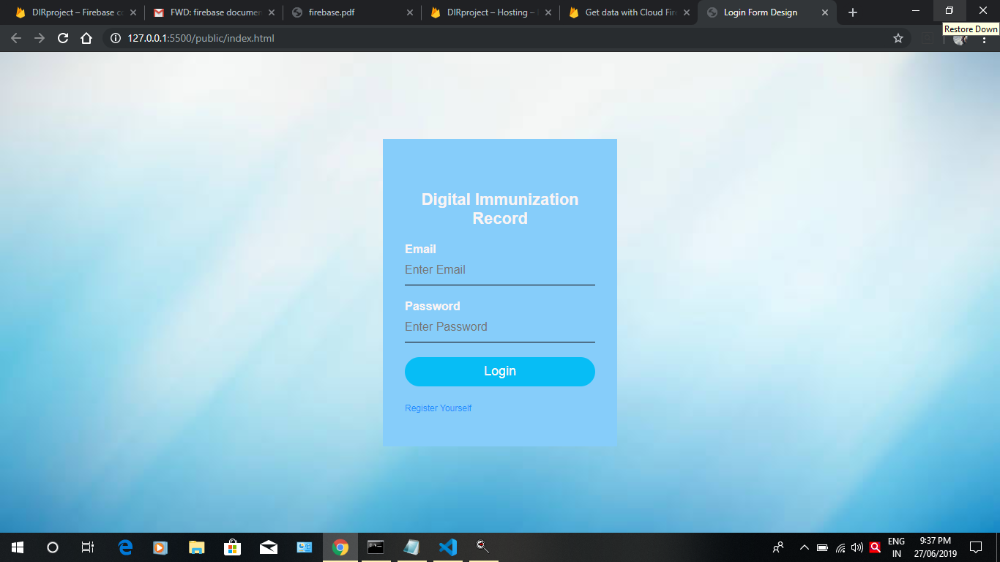 DIRproject – Firebase co
FWD: firebase documen
firebase.pdf
DIRproject – Hosting –
Get data with Cloud Fire
Login Form Design
Restore Down
127.0.0.1:5500/public/index.html
Digital Immunization
Record
Email
Enter Email
Password
Enter Password
Login
Register Yourself
ENG
IN
9:37 PM
27/06/2019